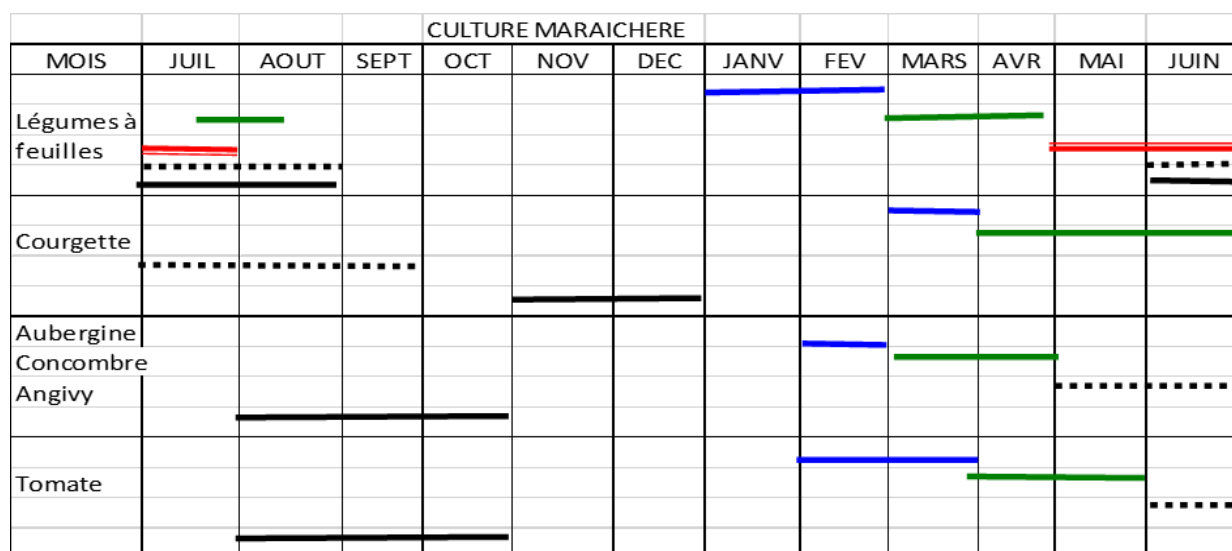 CULTURE MARAICHERE
MOIS JUIL AOUT SEPT OCT NOV DEC JANV FEV MARS AVR MAI JUIN
Légumes à
feuilles
Courgette
Aubergine
Concombre
Angivy
Tomate